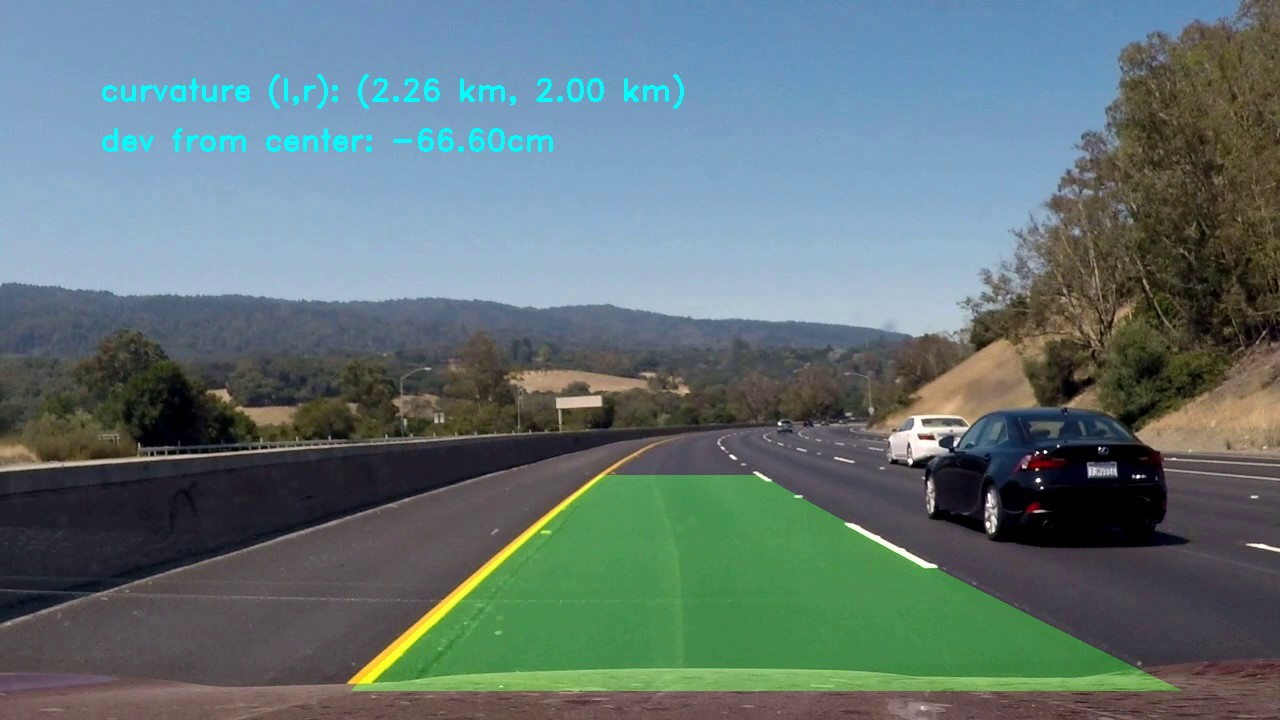 curvature (l,r): (2.26 km, 2.00 km)
dev from center: -66.60cm